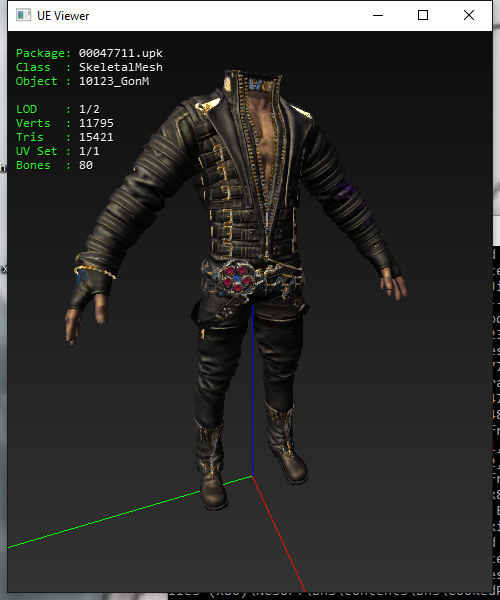 UE Viewer
Package: 00047711.upk
Class : SkeletalMesh
Object : 10123_GonM
LOD : 1/2
Verts : 11795
Tris : 15421
UV Set : 1/1
Bones : 80